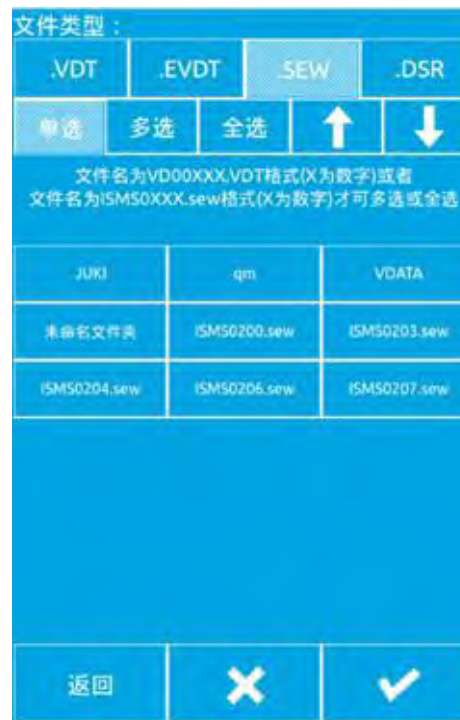 文件类型：
.VDT
.EVDT
.SEW
.DSR
单选
多选
全选
文件名为VD00XXX.VDT格式(X为数字)或者
文件名为ISMS0XXX.sew格式(X为数字)才可多选或全选
JUKI
qm
VDATA
未命名文件夹
ISMS0200.sew
ISMS0203.sew
ISMS0204.sew
ISMS0206.sew
ISMS0207.sew
返回